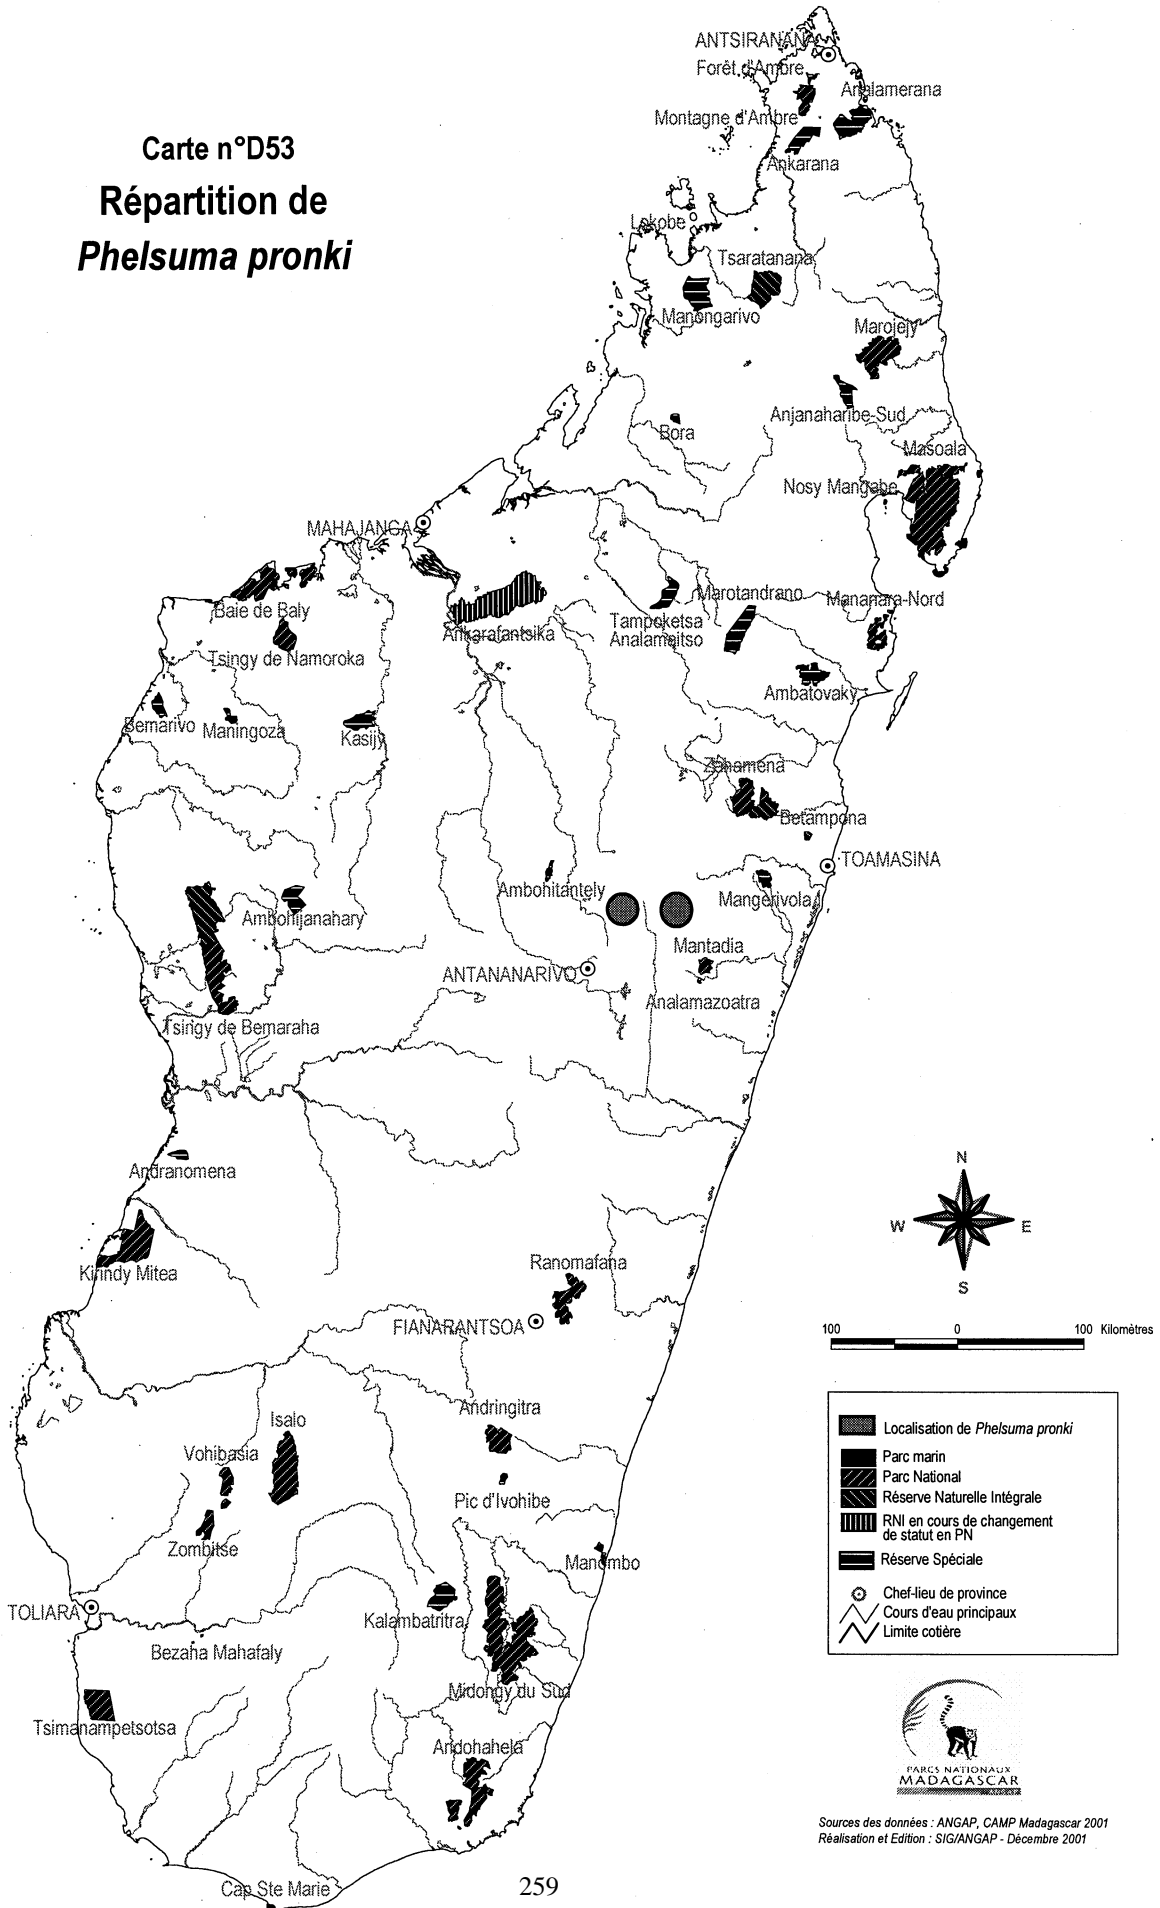 Carte n°D53
Répartition de
Phelsuma pronki
ANTSIRANANA
Forêt d'Ambre
Analamerana
Montagne d'Ambre
Ankarana
Lokobe
Tsaratanana
Manongarivo
Marojejy
Anjanaharibe-Sud
Bora
Masoala
Nosy Mangabe
MAHAJANGA
Baie de Baly
Ankarafantsika
Tampoketsa
Analamaitso
Marotandrano
Mananara-Nord
Tsingy de Namoroka
Ambatovaky
Bemarivo
Maningoza
Kasijy
Zahamena
Betampona
TOAMASINA
Ambohitantely
Mangerivola
Ambohijanahary
Mantadia
ANTANANARIVO
Analamazoatra
Tsingy de Bemaraha
Andranomena
Kirindy Mitea
Ranomafana
FIANARANTSOA
Andringitra
Isalo
Vohibasia
Pic d'Ivohibe
Zombitse
Manombo
TOLIARA
Kalambatritra
Bezaha Mahafaly
Midongy du Sud
Tsimanampetsotsa
Andohahela
Cap Ste Marie
N
W E
S
100 0 100 Kilomètres
Localisation de Phelsuma pronki
Parc marin
Parc National
Réserve Naturelle Intégrale
RNI en cours de changement
de statut en PN
Réserve Spéciale
Chef-lieu de province
Cours d'eau principaux
Limite cotière
PARCS NATIONAUX
MADAGASCAR
Sources des données : ANGAP, CAMP Madagascar 2001
Réalisation et Edition : SIG/ANGAP - Décembre 2001
259